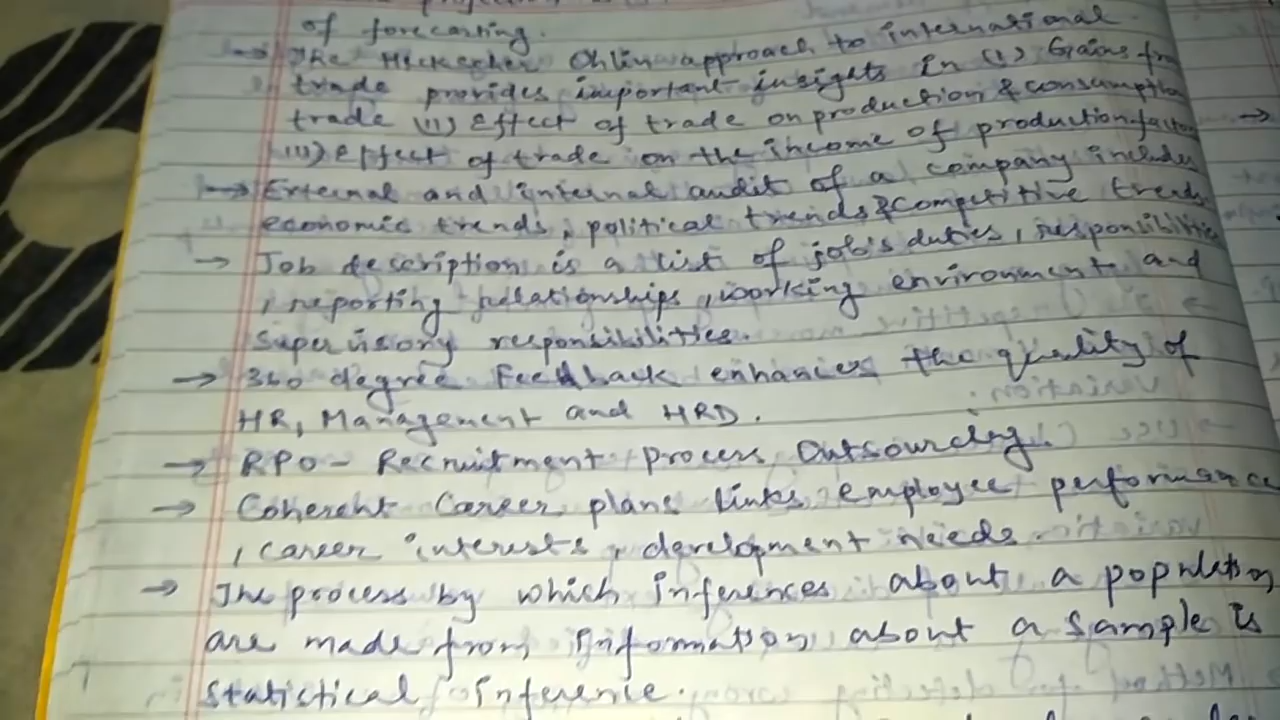 of forecasting.
→ The Heckscher Ohlin approach to international
trade provides important insights in (i) Gains fro
trade (ii) Effect of trade on production & consumption
(iii) Effect of trade on the income of production factors
→ External and internal audit of a company includes
economic trends, political trends & competitive trends.
→ Job description is a list of job's duties, responsibilities
, reporting relationships, working environment and
supervisory responsibilities.
→ 360 degree Feedback enhances the quality of
HR, Management and HRD.
→ RPO - Recruitment process Outsourcing.
→ Coherent Career plans links employee performance
, career interests, development needs.
→ The process by which inferences about a population
are made from information about a sample is
statistical inference.